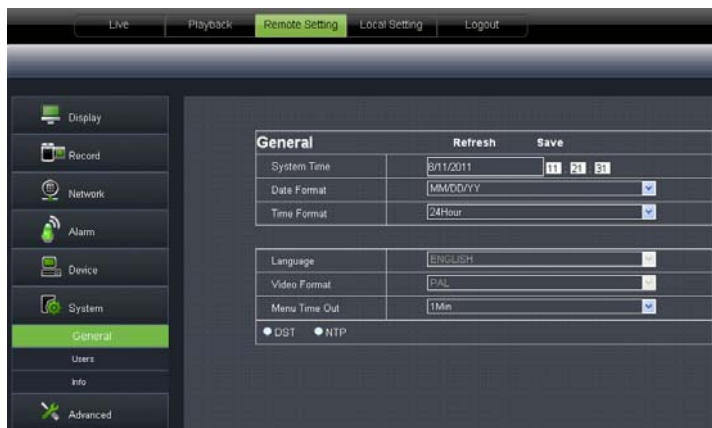 Live Playback Remote Setting Local Setting Logout
Display
Record
Network
Alarm
Device
System
General
Users
Info
Advanced
General Refresh Save
System Time 8/11/2011 11 : 21 : 31
Date Format MM/DD/YY
Time Format 24Hour
Language ENGLISH
Video Format PAL
Menu Time Out 1Min
DST NTP